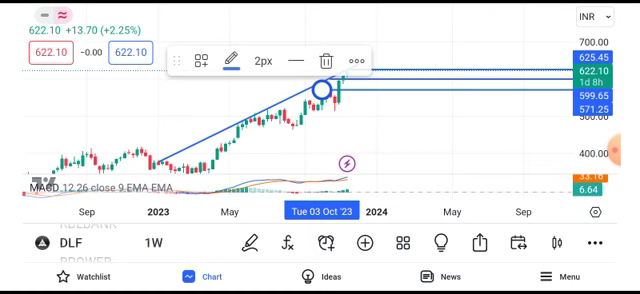 INR
622.10 +13.70 (+2.25%)
622.10 -0.00 622.10
2px
700.00
625.45
622.10
1d 8h
599.65
571.25
500.00
400.00
33.16
6.64
MACD 12 26 close 9 EMA EMA
Sep 2023 May Tue 03 Oct '23 2024 May Sep
DLF 1W
Watchlist Chart Ideas News Menu